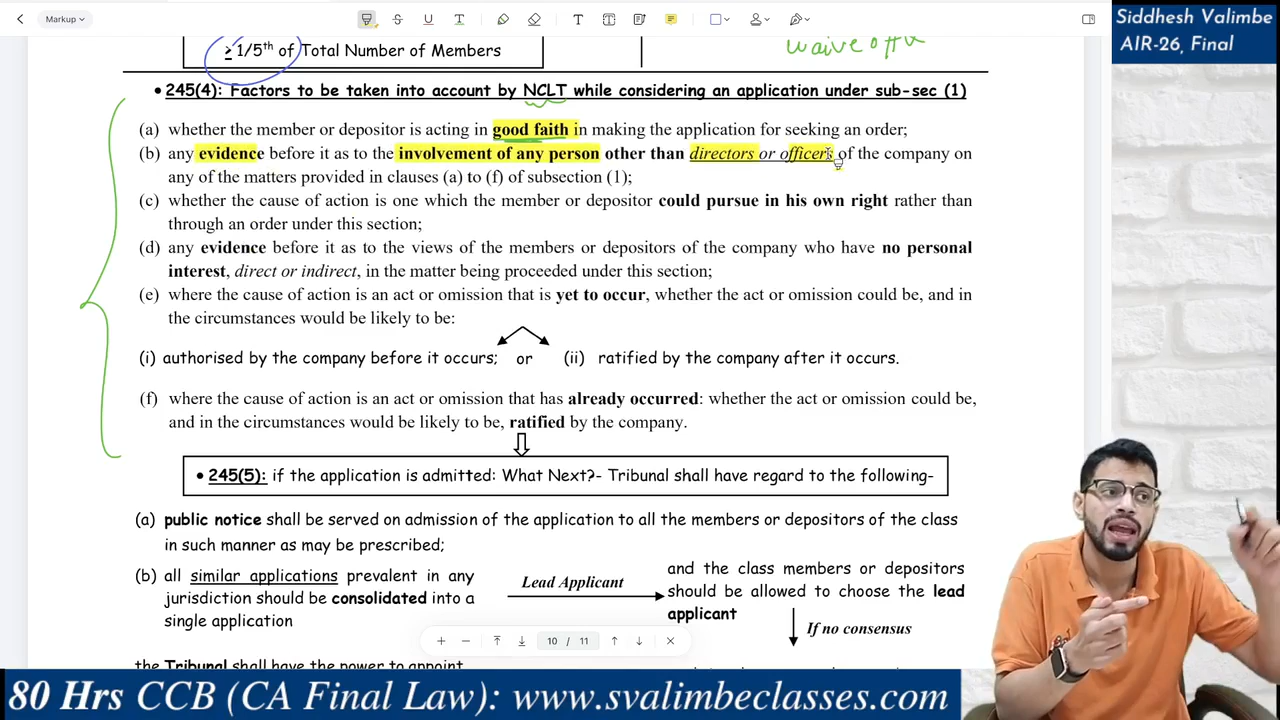 Markup
Siddhesh Valimbe
AIR-26, Final
≥ 1/5th of Total Number of Members
waive off
• 245(4): Factors to be taken into account by NCLT while considering an application under sub-sec (1)
(a) whether the member or depositor is acting in good faith in making the application for seeking an order;
(b) any evidence before it as to the involvement of any person other than directors or officers of the company on
any of the matters provided in clauses (a) to (f) of subsection (1);
(c) whether the cause of action is one which the member or depositor could pursue in his own right rather than
through an order under this section;
(d) any evidence before it as to the views of the members or depositors of the company who have no personal
interest, direct or indirect, in the matter being proceeded under this section;
(e) where the cause of action is an act or omission that is yet to occur, whether the act or omission could be, and in
the circumstances would be likely to be:
(i) authorised by the company before it occurs; or (ii) ratified by the company after it occurs.
(f) where the cause of action is an act or omission that has already occurred: whether the act or omission could be,
and in the circumstances would be likely to be, ratified by the company.
• 245(5): if the application is admitted: What Next?- Tribunal shall have regard to the following-
(a) public notice shall be served on admission of the application to all the members or depositors of the class
in such manner as may be prescribed;
(b) all similar applications prevalent in any
jurisdiction should be consolidated into a
single application
Lead Applicant
and the class members or depositors
should be allowed to choose the lead
applicant
If no consensus
10 / 11
the Tribunal shall have the power to appoint
80 Hrs CCB (CA Final Law): www.svalimbeclasses.com